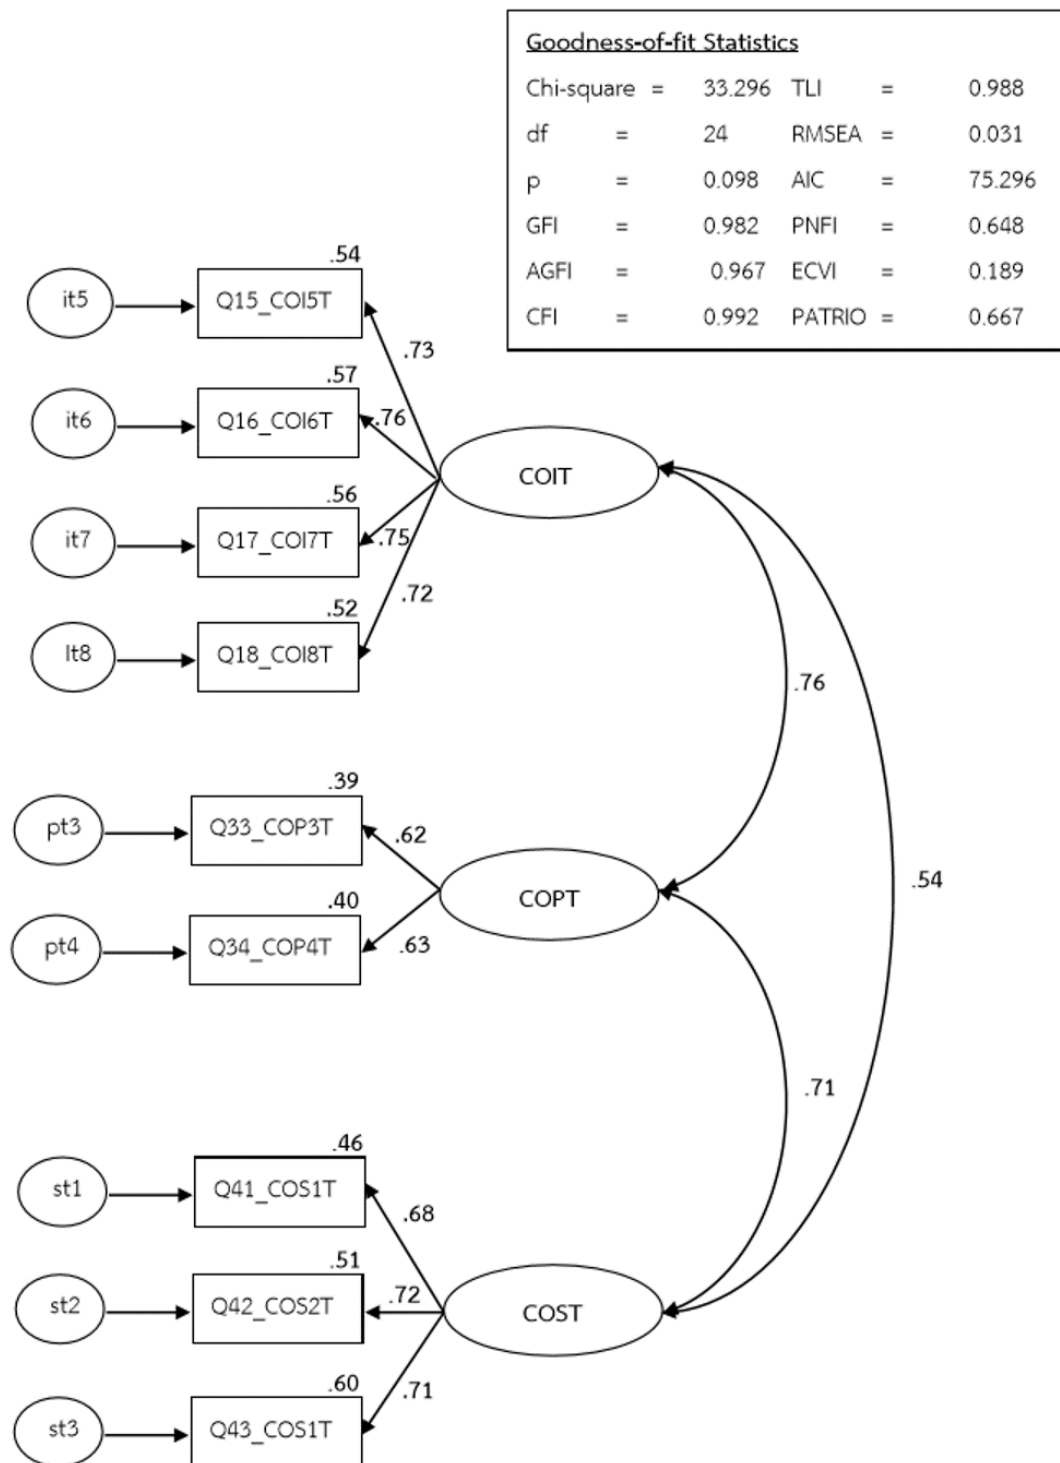 Goodness-of-fit Statistics
Chi-square = 33.296 TLI = 0.988
df = 24 RMSEA = 0.031
p = 0.098 AIC = 75.296
GFI = 0.982 PNFI = 0.648
AGFI = 0.967 ECVI = 0.189
CFI = 0.992 PATRIO = 0.667
.54
it5 Q15_COI5T
.73
.57
it6 Q16_COI6T .76
COIT
.56
it7 Q17_COI7T .75
.72
.52
It8 Q18_COI8T
.76
.39
pt3 Q33_COP3T .62
.54
COPT
.40
pt4 Q34_COP4T .63
.71
.46
st1 Q41_COS1T
.68
.51
st2 Q42_COS2T .72 COST
.60
.71
st3 Q43_COS1T